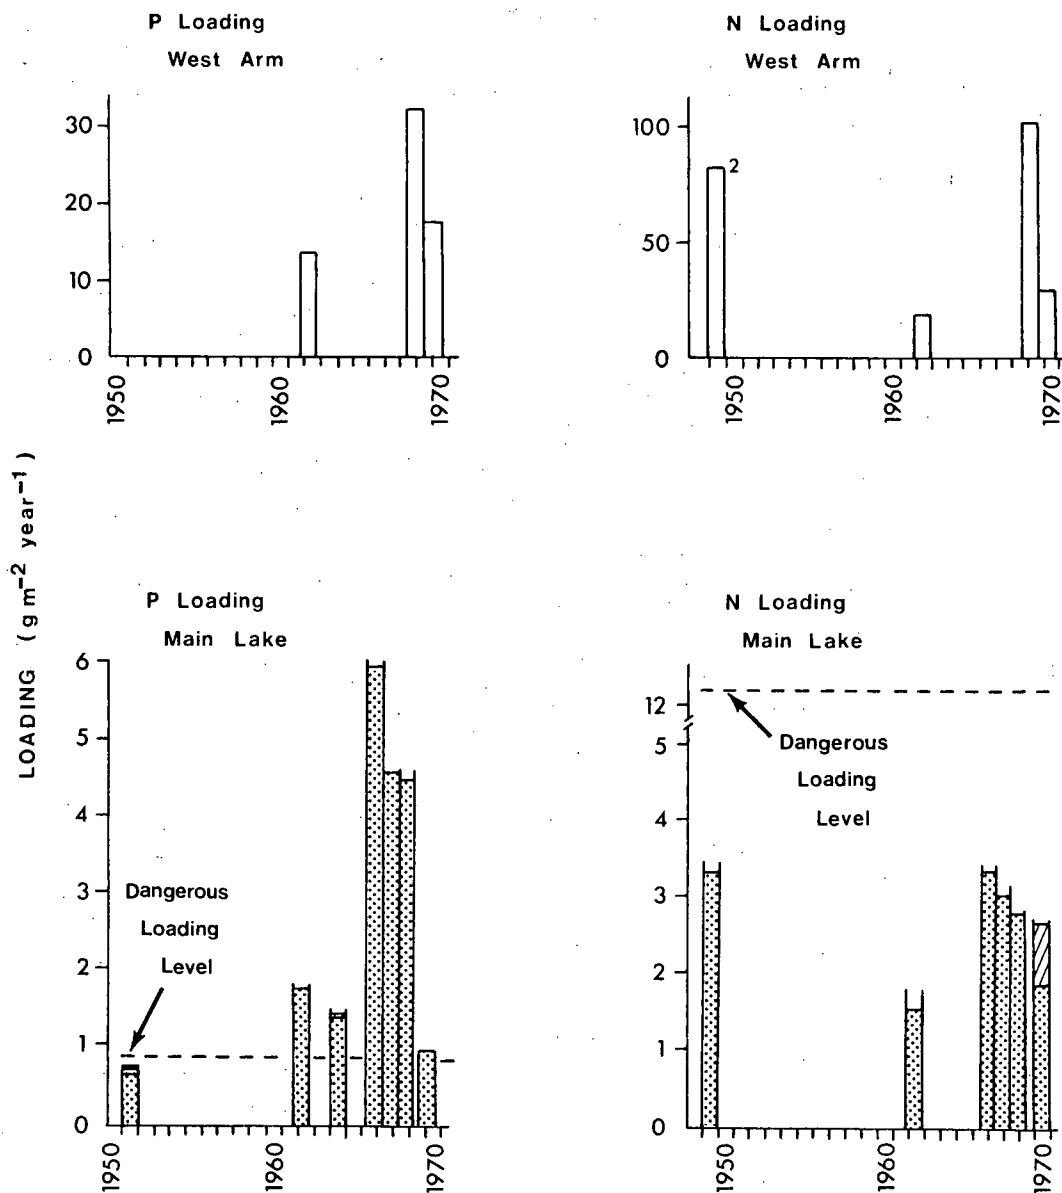 P Loading
West Arm
30
20
10
0
1950
1960
1970
N Loading
West Arm
100
50
0
2
1950
1960
1970
LOADING (g m⁻² year⁻¹)
P Loading
Main Lake
6
5
4
3
2
1
0
Dangerous
Loading
Level
1950
1960
1970
N Loading
Main Lake
12
5
4
3
2
1
0
Dangerous
Loading
Level
1950
1960
1970